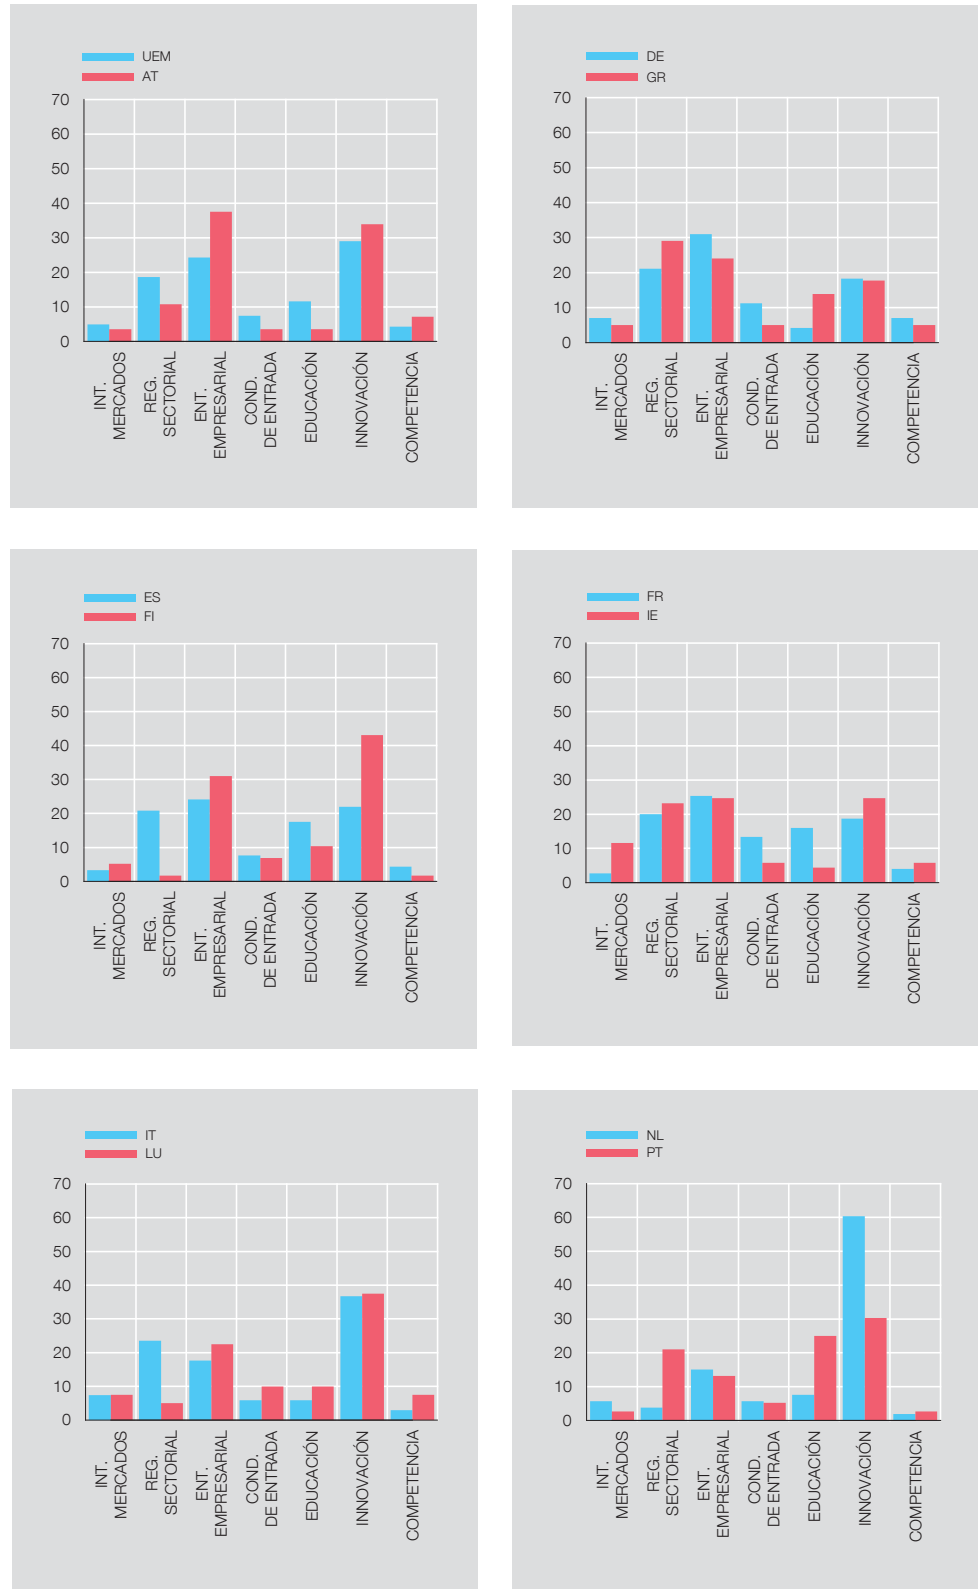 UEM
AT
70
60
50
40
30
20
10
0
INT.
MERCADOS
REG.
SECTORIAL
ENT.
EMPRESARIAL
COND.
DE ENTRADA
EDUCACIÓN
INNOVACIÓN
COMPETENCIA
DE
GR
70
60
50
40
30
20
10
0
INT.
MERCADOS
REG.
SECTORIAL
ENT.
EMPRESARIAL
COND.
DE ENTRADA
EDUCACIÓN
INNOVACIÓN
COMPETENCIA
ES
FI
70
60
50
40
30
20
10
0
INT.
MERCADOS
REG.
SECTORIAL
ENT.
EMPRESARIAL
COND.
DE ENTRADA
EDUCACIÓN
INNOVACIÓN
COMPETENCIA
FR
IE
70
60
50
40
30
20
10
0
INT.
MERCADOS
REG.
SECTORIAL
ENT.
EMPRESARIAL
COND.
DE ENTRADA
EDUCACIÓN
INNOVACIÓN
COMPETENCIA
IT
LU
70
60
50
40
30
20
10
0
INT.
MERCADOS
REG.
SECTORIAL
ENT.
EMPRESARIAL
COND.
DE ENTRADA
EDUCACIÓN
INNOVACIÓN
COMPETENCIA
NL
PT
70
60
50
40
30
20
10
0
INT.
MERCADOS
REG.
SECTORIAL
ENT.
EMPRESARIAL
COND.
DE ENTRADA
EDUCACIÓN
INNOVACIÓN
COMPETENCIA